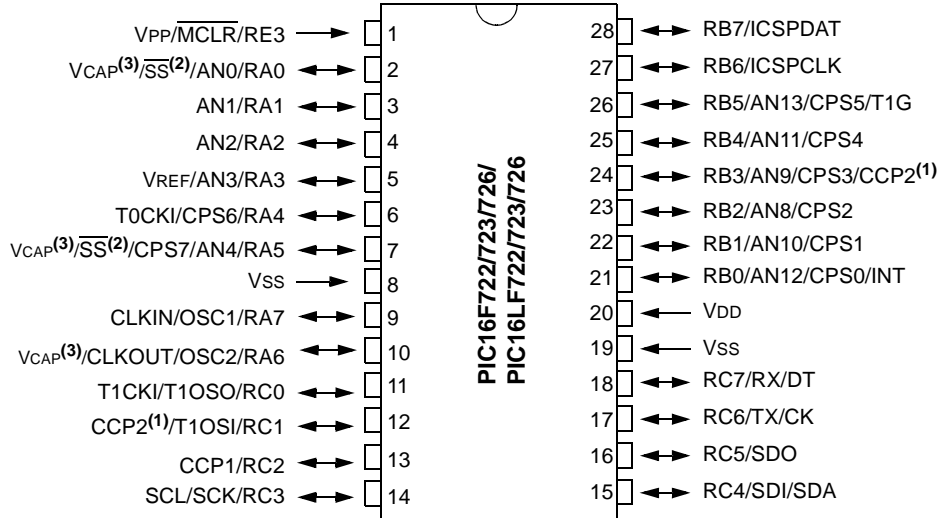 VPP/MCLR/RE3
VCAP(3)/SS(2)/AN0/RA0
AN1/RA1
AN2/RA2
VREF/AN3/RA3
T0CKI/CPS6/RA4
VCAP(3)/SS(2)/CPS7/AN4/RA5
VSS
CLKIN/OSC1/RA7
VCAP(3)/CLKOUT/OSC2/RA6
T1CKI/T1OSO/RC0
CCP2(1)/T1OSI/RC1
CCP1/RC2
SCL/SCK/RC3
1
2
3
4
5
6
7
8
9
10
11
12
13
14
PIC16F722/723/726/
PIC16LF722/723/726
28
27
26
25
24
23
22
21
20
19
18
17
16
15
RB7/ICSPDAT
RB6/ICSPCLK
RB5/AN13/CPS5/T1G
RB4/AN11/CPS4
RB3/AN9/CPS3/CCP2(1)
RB2/AN8/CPS2
RB1/AN10/CPS1
RB0/AN12/CPS0/INT
VDD
VSS
RC7/RX/DT
RC6/TX/CK
RC5/SDO
RC4/SDI/SDA